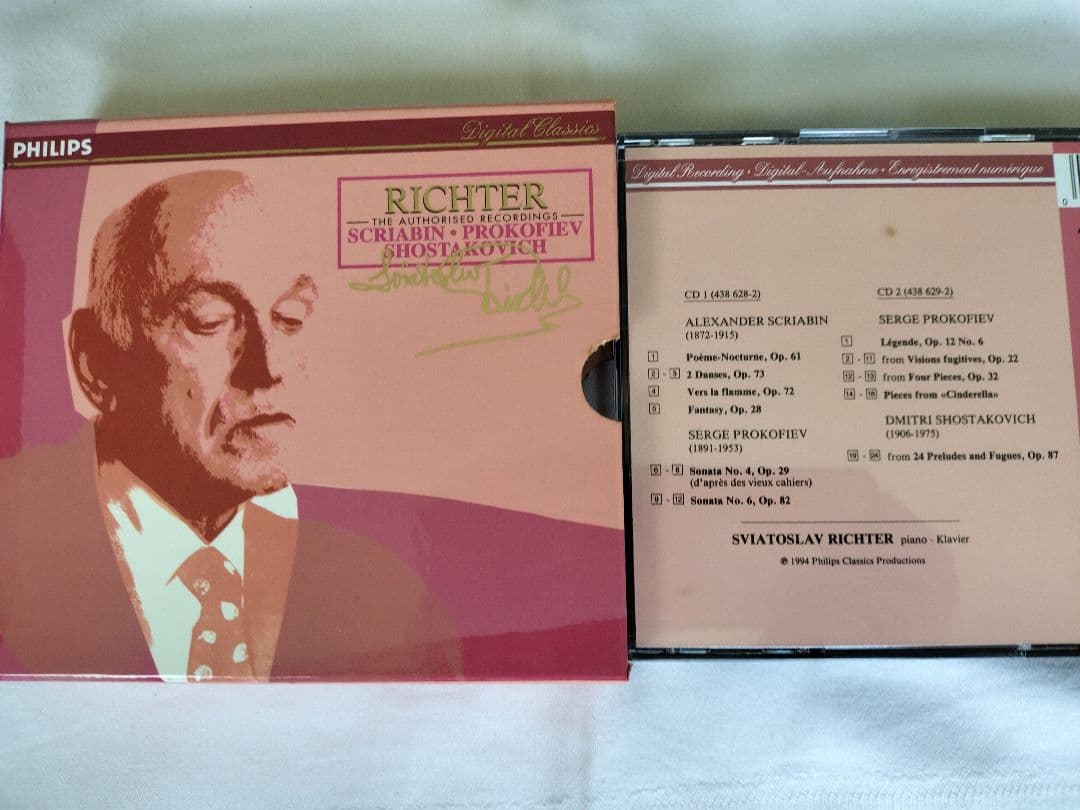 PHILIPS
Digital Classics
RICHTER
THE AUTHORISED RECORDINGS
SCRIABIN • PROKOFIEV
SHOSTAKOVICH
Sviatoslav Richter
Digital Recording • Digital-Aufnahme • Enregistrement numérique
0
CD 1 (438 628-2)
ALEXANDER SCRIABIN
(1872-1915)
1 Poème-Nocturne, Op. 61
2 - 3 2 Danses, Op. 73
4 Vers la flamme, Op. 72
5 Fantasy, Op. 28
SERGE PROKOFIEV
(1891-1953)
6 - 8 Sonata No. 4, Op. 29
(d'après des vieux cahiers)
9 - 12 Sonata No. 6, Op. 82
CD 2 (438 629-2)
SERGE PROKOFIEV
1 Légende, Op. 12 No. 6
2 - 11 from Visions fugitives, Op. 22
12 - 13 from Four Pieces, Op. 32
14 - 18 Pieces from «Cinderella»
DMITRI SHOSTAKOVICH
(1906-1975)
19 - 24 from 24 Preludes and Fugues, Op. 87
SVIATOSLAV RICHTER piano - Klavier
℗ 1994 Philips Classics Productions